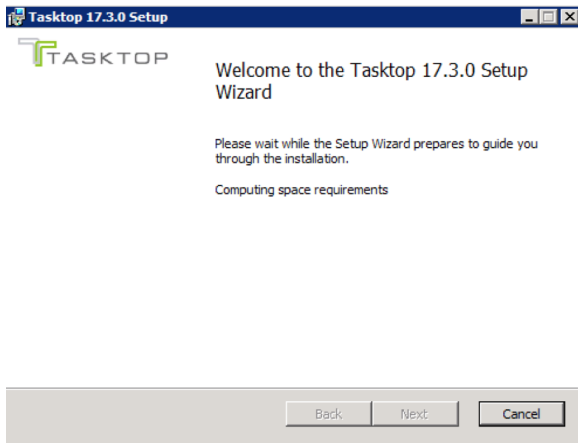 Tasktop 17.3.0 Setup
TASKTOP
Welcome to the Tasktop 17.3.0 Setup
Wizard
Please wait while the Setup Wizard prepares to guide you
through the installation.
Computing space requirements
Back Next Cancel